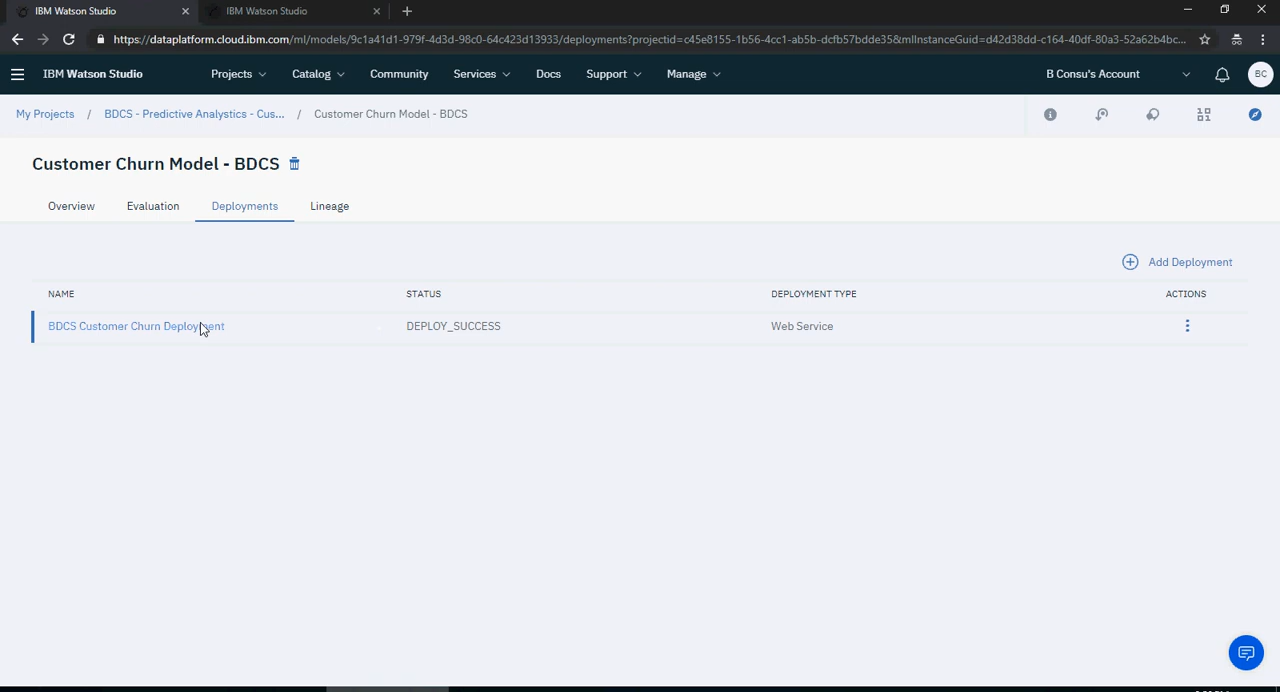 IBM Watson Studio
IBM Watson Studio
https://dataplatform.cloud.ibm.com/ml/models/9c1a41d1-979f-4d3d-98c0-64c423d13933/deployments?projectid=c45e8155-1b56-4cc1-ab5b-dcfb57bdde35&mlInstanceGuid=d42d38dd-c164-40df-80a3-52a62b4bc...
IBM Watson Studio Projects Catalog Community Services Docs Support Manage B Consu's Account BC
My Projects / BDCS - Predictive Analystics - Cus... / Customer Churn Model - BDCS
Customer Churn Model - BDCS
Overview Evaluation Deployments Lineage
Add Deployment
NAME STATUS DEPLOYMENT TYPE ACTIONS
BDCS Customer Churn Deployment DEPLOY_SUCCESS Web Service